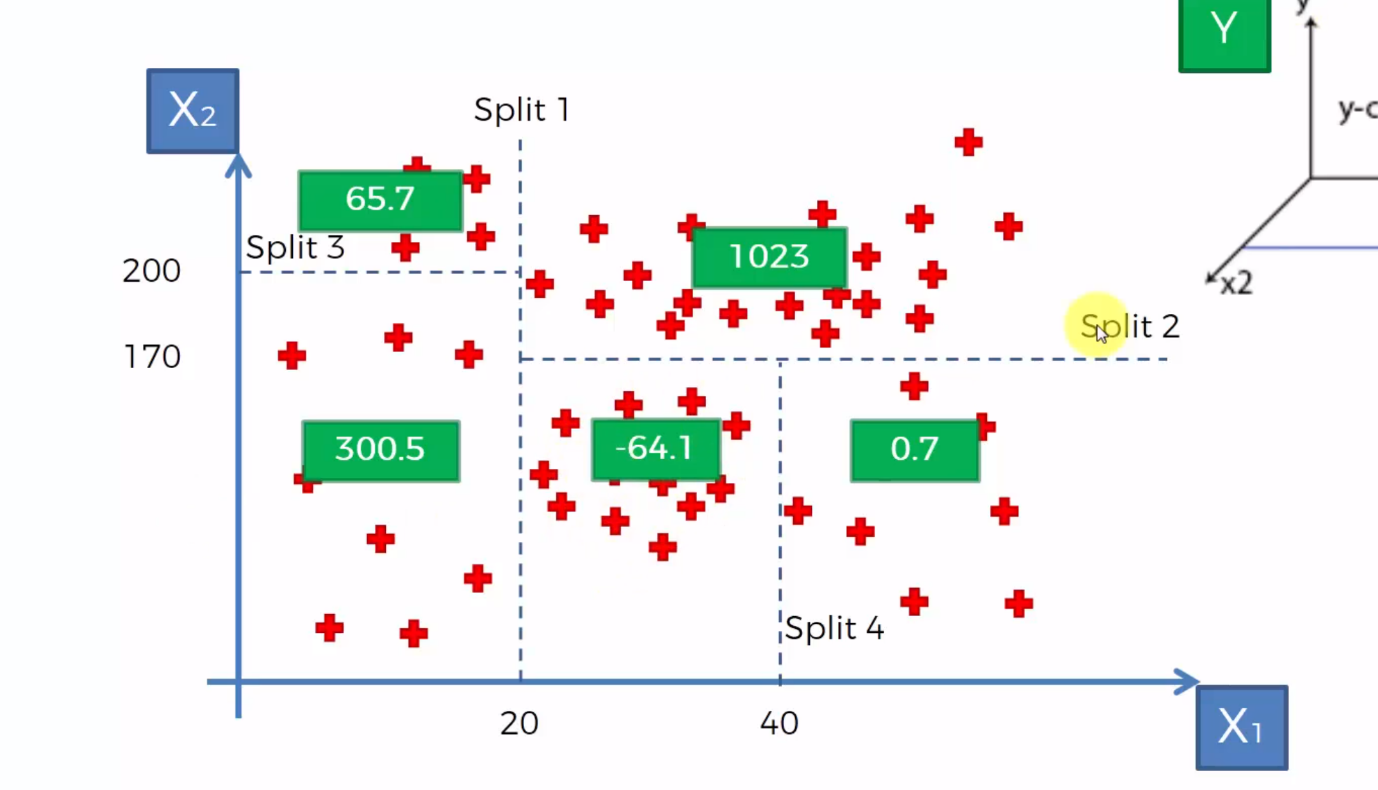 Y
y
X2
Split 1
y-c
65.7
Split 3
1023
200
x2
Split 2
170
300.5
-64.1
0.7
Split 4
20
40
X1